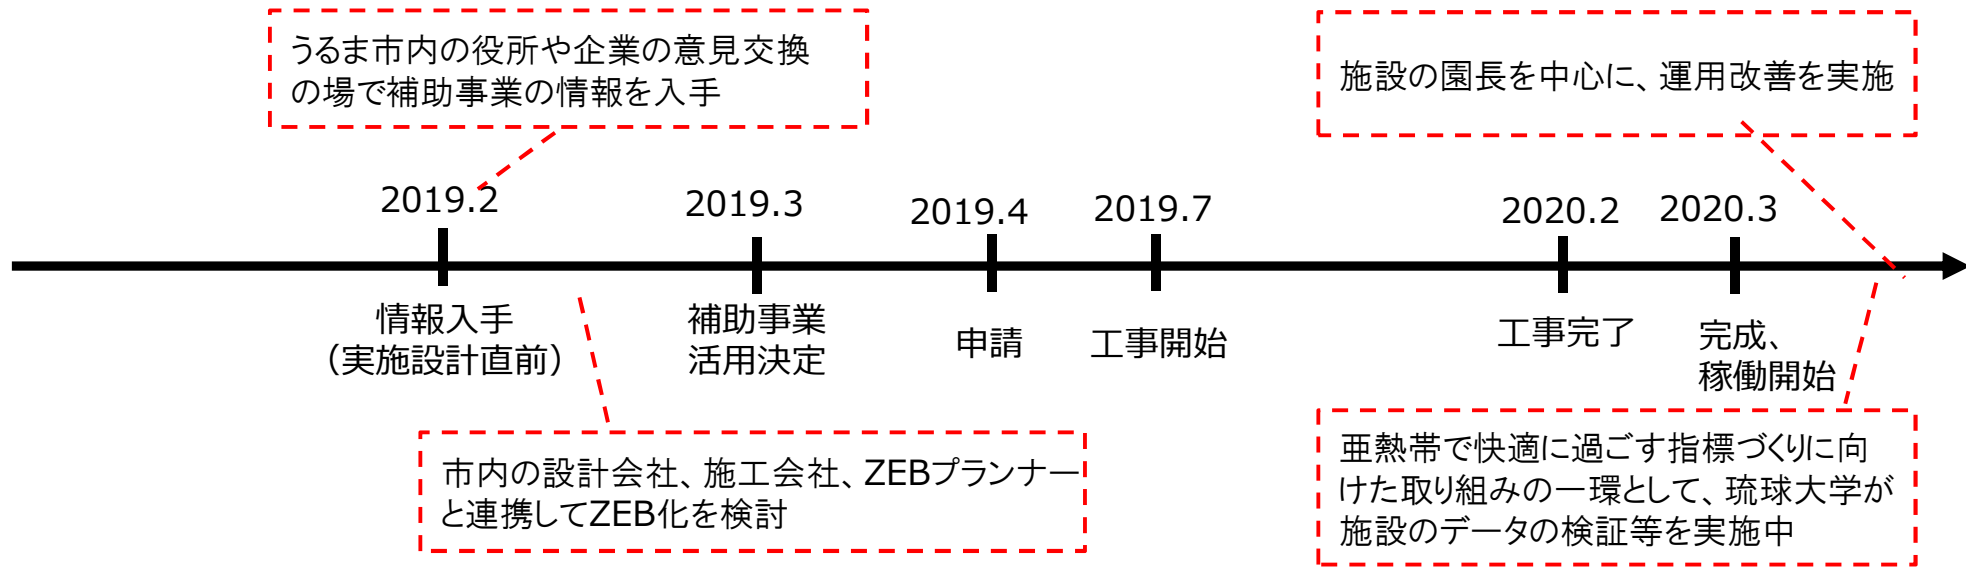 うるま市内の役所や企業の意見交換
の場で補助事業の情報を入手
施設の園長を中心に、運用改善を実施
2019.2
2019.3
2019.4
2019.7
2020.2
2020.3
情報入手
（実施設計直前）
補助事業
活用決定
申請
工事開始
工事完了
完成、
稼働開始
市内の設計会社、施工会社、ZEBプランナー
と連携してZEB化を検討
亜熱帯で快適に過ごす指標づくりに向
けた取り組みの一環として、琉球大学が
施設のデータの検証等を実施中